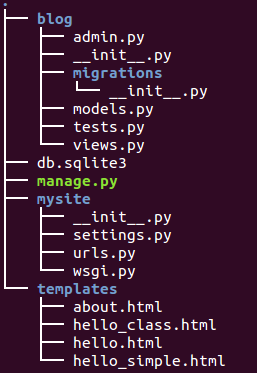 .
blog
admin.py
__init__.py
migrations
__init__.py
models.py
tests.py
views.py
db.sqlite3
manage.py
mysite
__init__.py
settings.py
urls.py
wsgi.py
templates
about.html
hello_class.html
hello.html
hello_simple.html